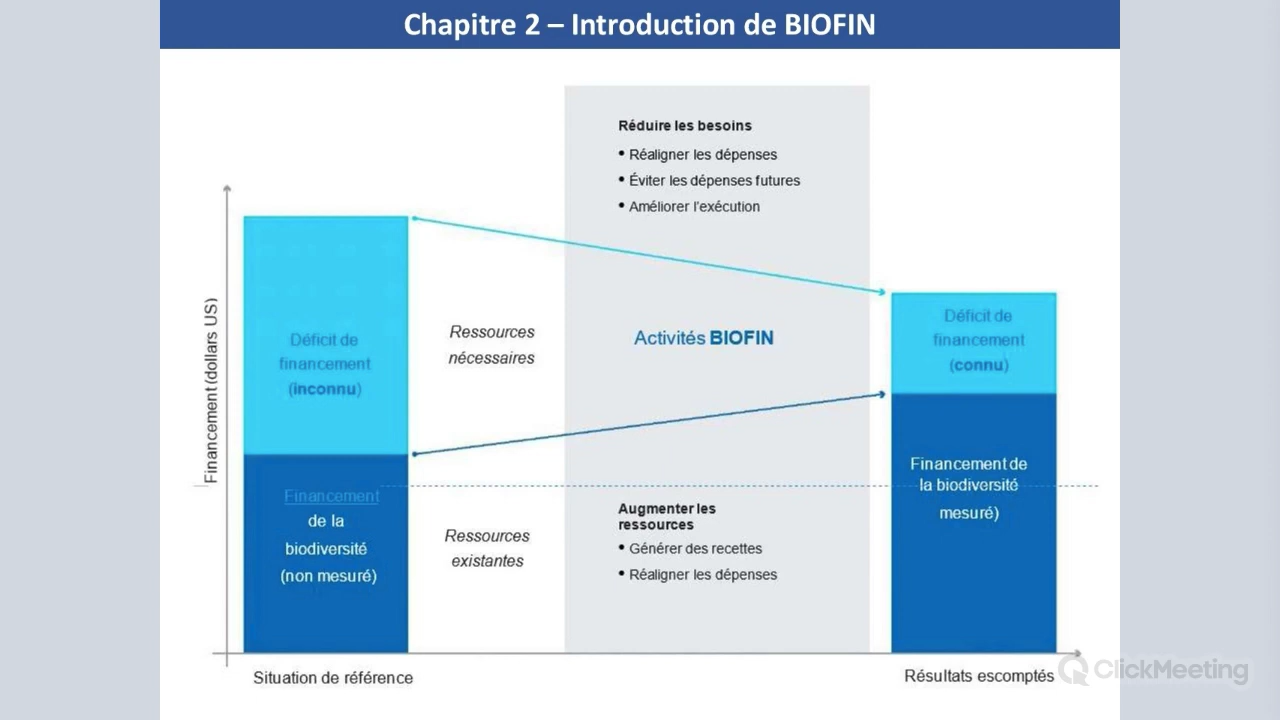 Chapitre 2 – Introduction de BIOFIN
Réduire les besoins
• Réaligner les dépenses
• Éviter les dépenses futures
• Améliorer l'exécution
Financement (dollars US)
Déficit de
financement
(inconnu)
Ressources
nécessaires
Activités BIOFIN
Déficit de
financement
(connu)
Financement
de la
biodiversité
(non mesuré)
Ressources
existantes
Augmenter les
ressources
• Générer des recettes
• Réaligner les dépenses
Financement de
la biodiversité
mesuré)
Situation de référence
Résultats escomptés
ClickMeeting